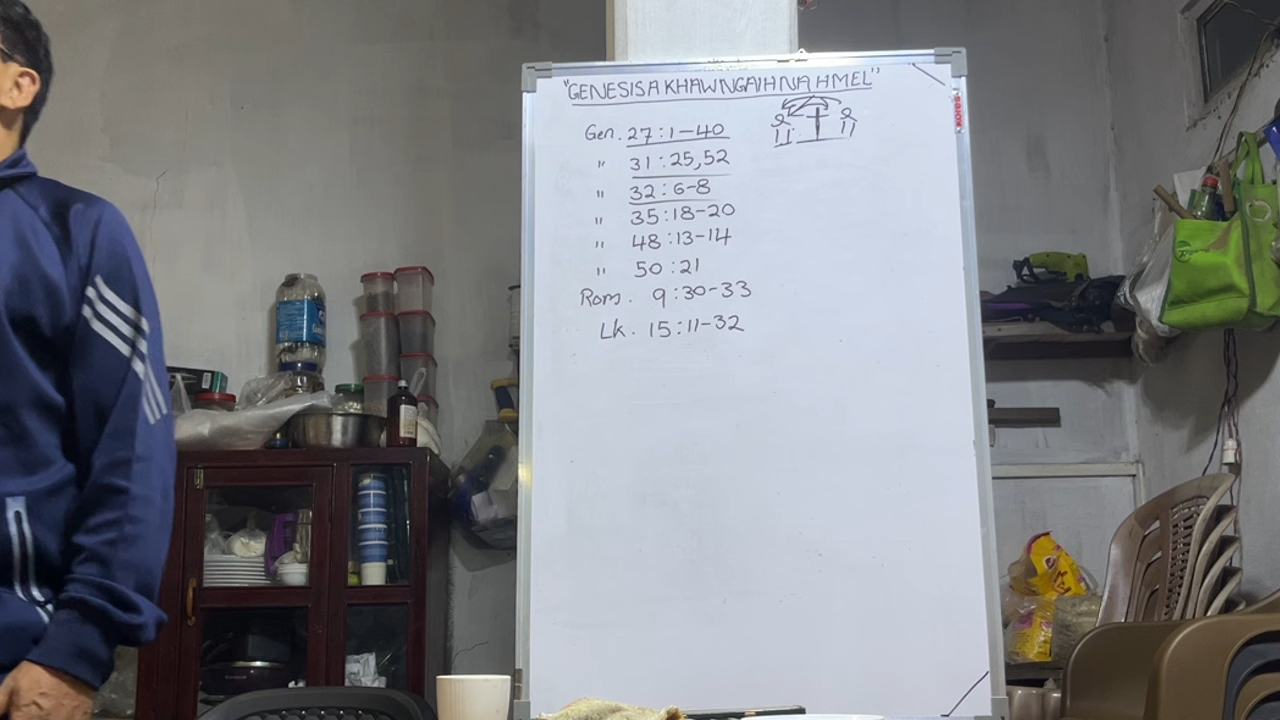 "GENESIS A KHAWNGAIHNA HMEL"
Gen. 27:1-40
" 31:25,52
" 32:6-8
" 35:18-20
" 48:13-14
" 50:21
Rom. 9:30-33
Lk. 15:11-32